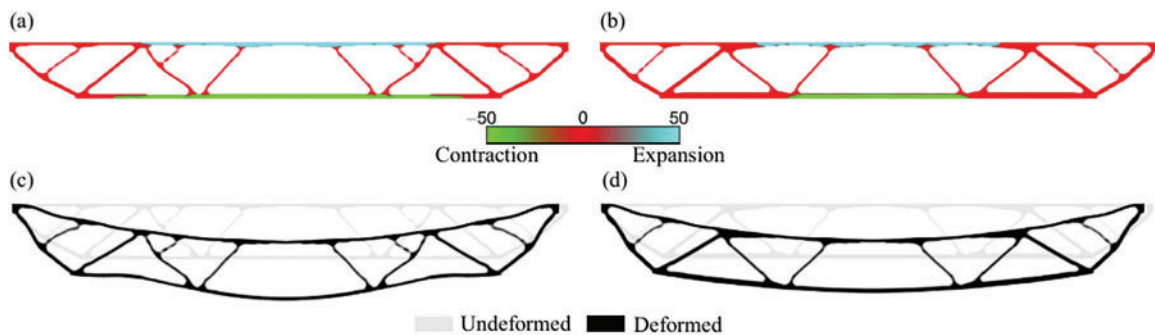 (a) (b)
−50 0 50
Contraction Expansion
(c) (d)
Undeformed Deformed